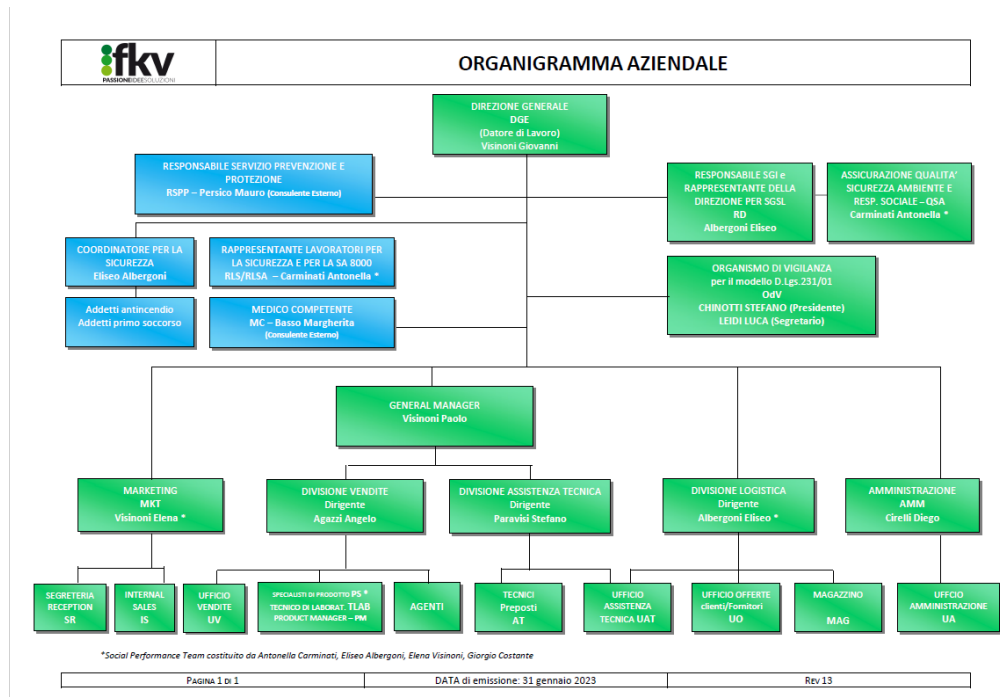 fkv
PASSIONEIDEESOLUZIONI
ORGANIGRAMMA AZIENDALE
DIREZIONE GENERALE
DGE
(Datore di Lavoro)
Visinoni Giovanni
RESPONSABILE SERVIZIO PREVENZIONE E
PROTEZIONE
RSPP – Persico Mauro (Consulente Esterno)
RESPONSABILE SGI e
RAPPRESENTANTE DELLA
DIREZIONE PER SGSL
RD
Albergoni Eliseo
ASSICURAZIONE QUALITA'
SICUREZZA AMBIENTE E
RESP. SOCIALE – QSA
Carminati Antonella *
COORDINATORE PER LA
SICUREZZA
Eliseo Albergoni
RAPPRESENTANTE LAVORATORI PER
LA SICUREZZA E PER LA SA 8000
RLS/RLSA – Carminati Antonella *
ORGANISMO DI VIGILANZA
per il modello D.Lgs.231/01
OdV
CHINOTTI STEFANO (Presidente)
LEIDI LUCA (Segretario)
Addetti antincendio
Addetti primo soccorso
MEDICO COMPETENTE
MC – Basso Margherita
(Consulente Esterno)
GENERAL MANAGER
Visinoni Paolo
MARKETING
MKT
Visinoni Elena *
DIVISIONE VENDITE
Dirigente
Agazzi Angelo
DIVISIONE ASSISTENZA TECNICA
Dirigente
Paravisi Stefano
DIVISIONE LOGISTICA
Dirigente
Albergoni Eliseo *
AMMINISTRAZIONE
AMM
Cirelli Diego
SEGRETERIA
RECEPTION
SR
INTERNAL
SALES
IS
UFFICIO
VENDITE
UV
SPECIALISTI DI PRODOTTO PS *
TECNICO DI LABORAT. TLAB
PRODUCT MANAGER – PM
AGENTI
TECNICI
Preposti
AT
UFFICIO
ASSISTENZA
TECNICA UAT
UFFICIO OFFERTE
clienti/Fornitori
UO
MAGAZZINO
MAG
UFFICIO
AMMINISTRAZIONE
UA
*Social Performance Team costituito da Antonella Carminati, Eliseo Albergoni, Elena Visinoni, Giorgio Costante
PAGINA 1 DI 1
DATA di emissione: 31 gennaio 2023
REV 13